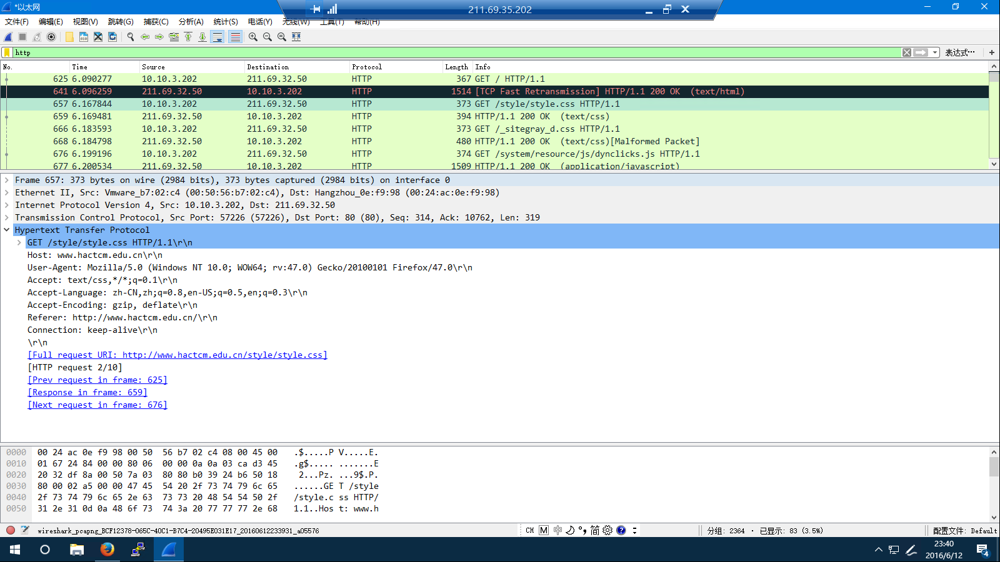 *以太网
211.69.35.202
文件(F) 编辑(E) 视图(V) 跳转(G) 捕获(C) 分析(A) 统计(S) 电话(Y) 无线(W) 工具(T) 帮助(H)
http 表达式…
No. Time Source Destination Protocol Length Info
625 6.090277 10.10.3.202 211.69.32.50 HTTP 367 GET / HTTP/1.1
641 6.096259 211.69.32.50 10.10.3.202 HTTP 1514 [TCP Fast Retransmission] HTTP/1.1 200 OK (text/html)
657 6.167844 10.10.3.202 211.69.32.50 HTTP 373 GET /style/style.css HTTP/1.1
659 6.169481 211.69.32.50 10.10.3.202 HTTP 394 HTTP/1.1 200 OK (text/css)
666 6.183593 10.10.3.202 211.69.32.50 HTTP 373 GET /_sitegray_d.css HTTP/1.1
668 6.184798 211.69.32.50 10.10.3.202 HTTP 480 HTTP/1.1 200 OK (text/css)[Malformed Packet]
676 6.199196 10.10.3.202 211.69.32.50 HTTP 374 GET /system/resource/js/dynclicks.js HTTP/1.1
677 6.200534 211.69.32.50 10.10.3.202 HTTP 1509 HTTP/1.1 200 OK (application/javascript)
Frame 657: 373 bytes on wire (2984 bits), 373 bytes captured (2984 bits) on interface 0
Ethernet II, Src: Vmware_b7:02:c4 (00:50:56:b7:02:c4), Dst: Hangzhou_0e:f9:98 (00:24:ac:0e:f9:98)
Internet Protocol Version 4, Src: 10.10.3.202, Dst: 211.69.32.50
Transmission Control Protocol, Src Port: 57226 (57226), Dst Port: 80 (80), Seq: 314, Ack: 10762, Len: 319
Hypertext Transfer Protocol
GET /style/style.css HTTP/1.1\r\n
Host: www.hactcm.edu.cn\r\n
User-Agent: Mozilla/5.0 (Windows NT 10.0; WOW64; rv:47.0) Gecko/20100101 Firefox/47.0\r\n
Accept: text/css,*/*;q=0.1\r\n
Accept-Language: zh-CN,zh;q=0.8,en-US;q=0.5,en;q=0.3\r\n
Accept-Encoding: gzip, deflate\r\n
Referer: http://www.hactcm.edu.cn/\r\n
Connection: keep-alive\r\n
\r\n
[Full request URI: http://www.hactcm.edu.cn/style/style.css]
[HTTP request 2/10]
[Prev request in frame: 625]
[Response in frame: 659]
[Next request in frame: 676]
0000 00 24 ac 0e f9 98 00 50 56 b7 02 c4 08 00 45 00 .$.....P V.....E.
0010 01 67 24 84 00 00 80 06 00 00 0a 0a 03 ca d3 45 .g$..... .......E
0020 20 32 df 8a 00 50 7a 03 80 80 b0 39 24 b6 50 18 2...Pz. ...9$.P.
0030 80 00 02 a5 00 00 47 45 54 20 2f 73 74 79 6c 65 ......GE T /style
0040 2f 73 74 79 6c 65 2e 63 73 73 20 48 54 54 50 2f /style.c ss HTTP/
0050 31 2e 31 0d 0a 48 6f 73 74 3a 20 77 77 77 2e 68 1.1..Hos t: www.h
wireshark_pcapng_BCF12378-065C-40C1-B7C4-20495E031E17_20160612233931_a05576 CH M 中 简 分组: 2364 · 已显示: 83 (3.5%) 配置文件: Default
23:40
2016/6/12
4